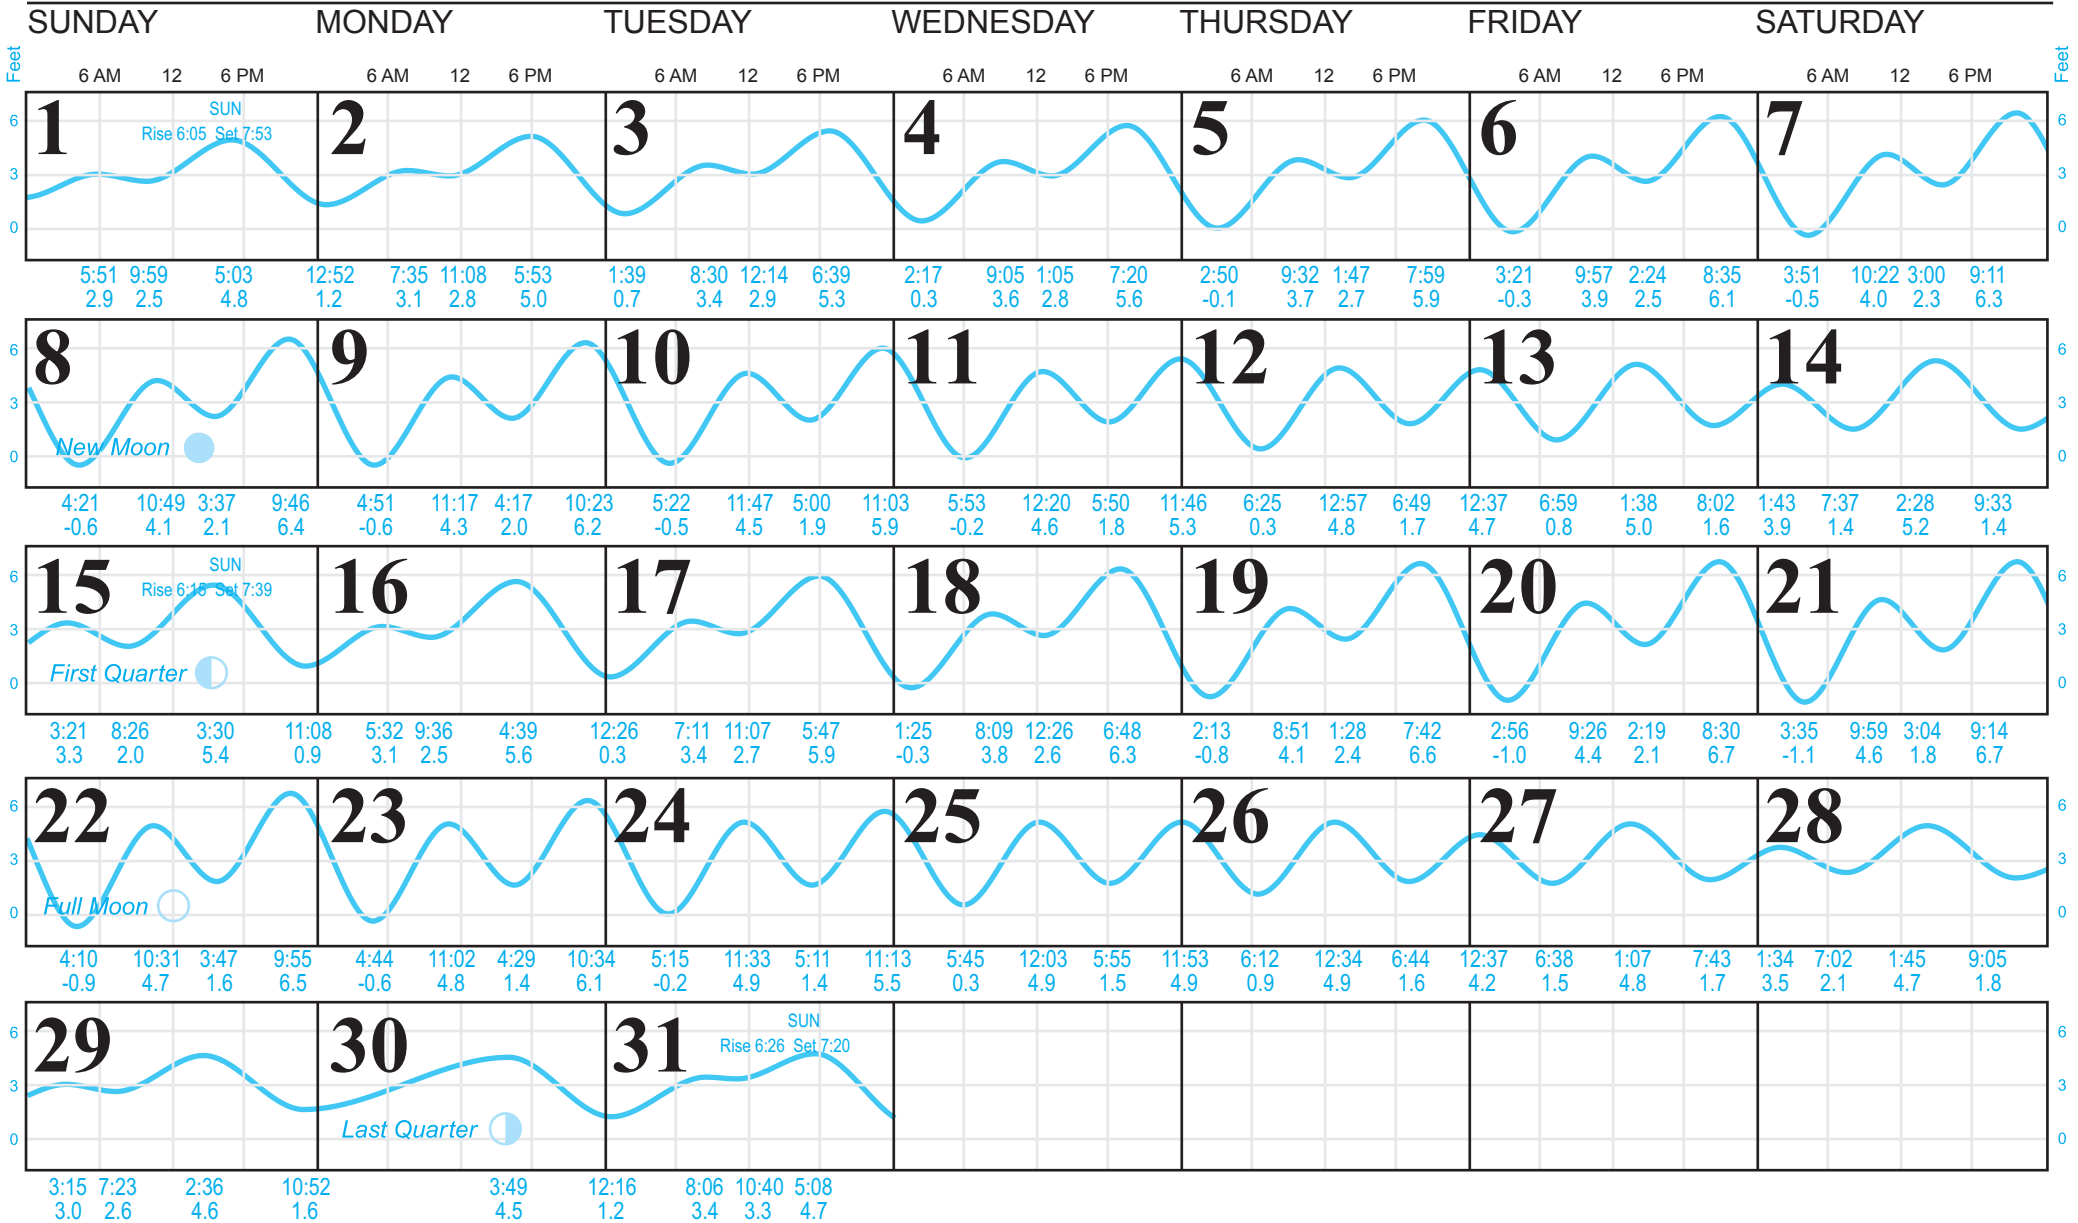 SUNDAY MONDAY TUESDAY WEDNESDAY THURSDAY FRIDAY SATURDAY
Feet 6 AM 12 6 PM 6 AM 12 6 PM 6 AM 12 6 PM 6 AM 12 6 PM 6 AM 12 6 PM 6 AM 12 6 PM 6 AM 12 6 PM Feet
1 2 3 4 5 6 7
SUN
Rise 6:05 Set 7:53
6 6
3 3
0 0
5:51 9:59 5:03 12:52 7:35 11:08 5:53 1:39 8:30 12:14 6:39 2:17 9:05 1:05 7:20 2:50 9:32 1:47 7:59 3:21 9:57 2:24 8:35 3:51 10:22 3:00 9:11
2.9 2.5 4.8 1.2 3.1 2.8 5.0 0.7 3.4 2.9 5.3 0.3 3.6 2.8 5.6 -0.1 3.7 2.7 5.9 -0.3 3.9 2.5 6.1 -0.5 4.0 2.3 6.3
8 9 10 11 12 13 14
6 6
3 3
New Moon
0 0
4:21 10:49 3:37 9:46 4:51 11:17 4:17 10:23 5:22 11:47 5:00 11:03 5:53 12:20 5:50 11:46 6:25 12:57 6:49 12:37 6:59 1:38 8:02 1:43 7:37 2:28 9:33
-0.6 4.1 2.1 6.4 -0.6 4.3 2.0 6.2 -0.5 4.5 1.9 5.9 -0.2 4.6 1.8 5.3 0.3 4.8 1.7 4.7 0.8 5.0 1.6 3.9 1.4 5.2 1.4
15 16 17 18 19 20 21
SUN
Rise 6:15 Set 7:39
6 6
3 3
First Quarter
0 0
3:21 8:26 3:30 11:08 5:32 9:36 4:39 12:26 7:11 11:07 5:47 1:25 8:09 12:26 6:48 2:13 8:51 1:28 7:42 2:56 9:26 2:19 8:30 3:35 9:59 3:04 9:14
3.3 2.0 5.4 0.9 3.1 2.5 5.6 0.3 3.4 2.7 5.9 -0.3 3.8 2.6 6.3 -0.8 4.1 2.4 6.6 -1.0 4.4 2.1 6.7 -1.1 4.6 1.8 6.7
22 23 24 25 26 27 28
6 6
3 3
Full Moon
0 0
4:10 10:31 3:47 9:55 4:44 11:02 4:29 10:34 5:15 11:33 5:11 11:13 5:45 12:03 5:55 11:53 6:12 12:34 6:44 12:37 6:38 1:07 7:43 1:34 7:02 1:45 9:05
-0.9 4.7 1.6 6.5 -0.6 4.8 1.4 6.1 -0.2 4.9 1.4 5.5 0.3 4.9 1.5 4.9 0.9 4.9 1.6 4.2 1.5 4.8 1.7 3.5 2.1 4.7 1.8
29 30 31
SUN
Rise 6:26 Set 7:20
6 6
3 3
Last Quarter
0 0
3:15 7:23 2:36 10:52 3:49 12:16 8:06 10:40 5:08
3.0 2.6 4.6 1.6 4.5 1.2 3.4 3.3 4.7